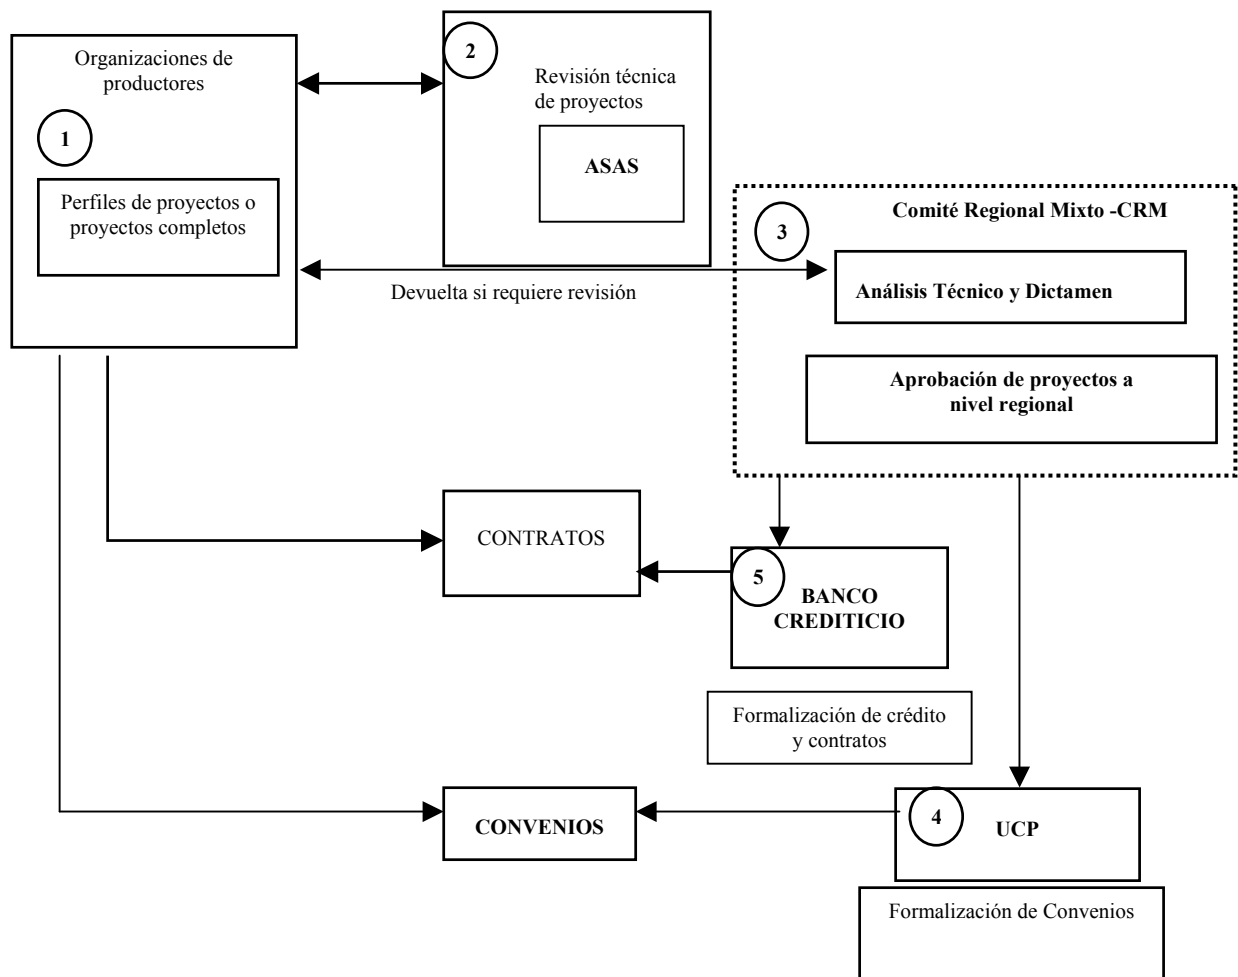 Organizaciones de
productores
1
Perfiles de proyectos o
proyectos completos
2
Revisión técnica
de proyectos
ASAS
Devuelta si requiere revisión
Comité Regional Mixto -CRM
3
Análisis Técnico y Dictamen
Aprobación de proyectos a
nivel regional
CONTRATOS
5
BANCO
CREDITICIO
Formalización de crédito
y contratos
CONVENIOS
4
UCP
Formalización de Convenios